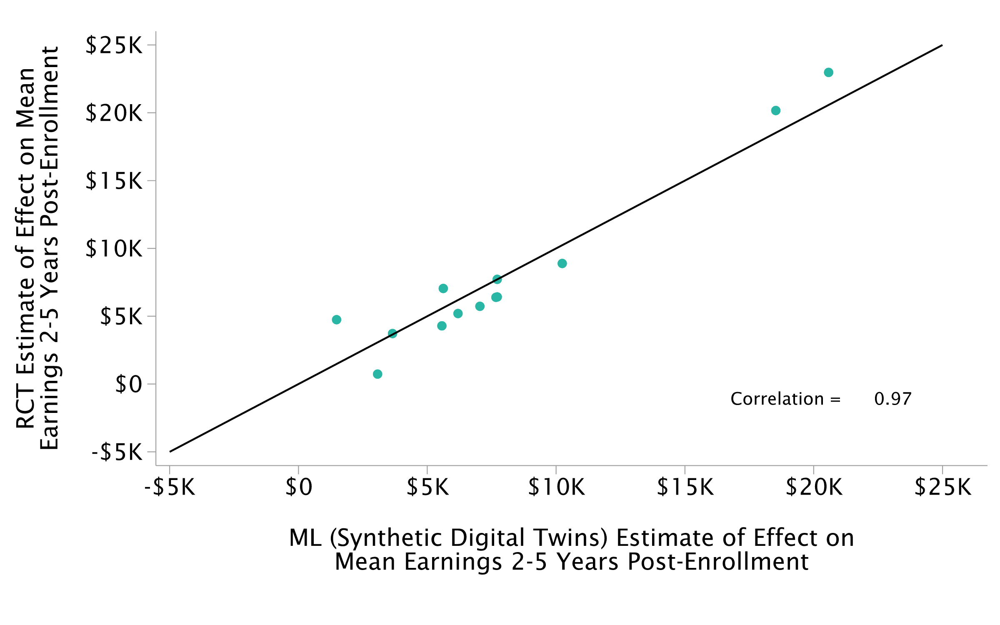 RCT Estimate of Effect on Mean
Earnings 2-5 Years Post-Enrollment
$25K
$20K
$15K
$10K
$5K
$0
-$5K
Correlation = 0.97
-$5K $0 $5K $10K $15K $20K $25K
ML (Synthetic Digital Twins) Estimate of Effect on
Mean Earnings 2-5 Years Post-Enrollment